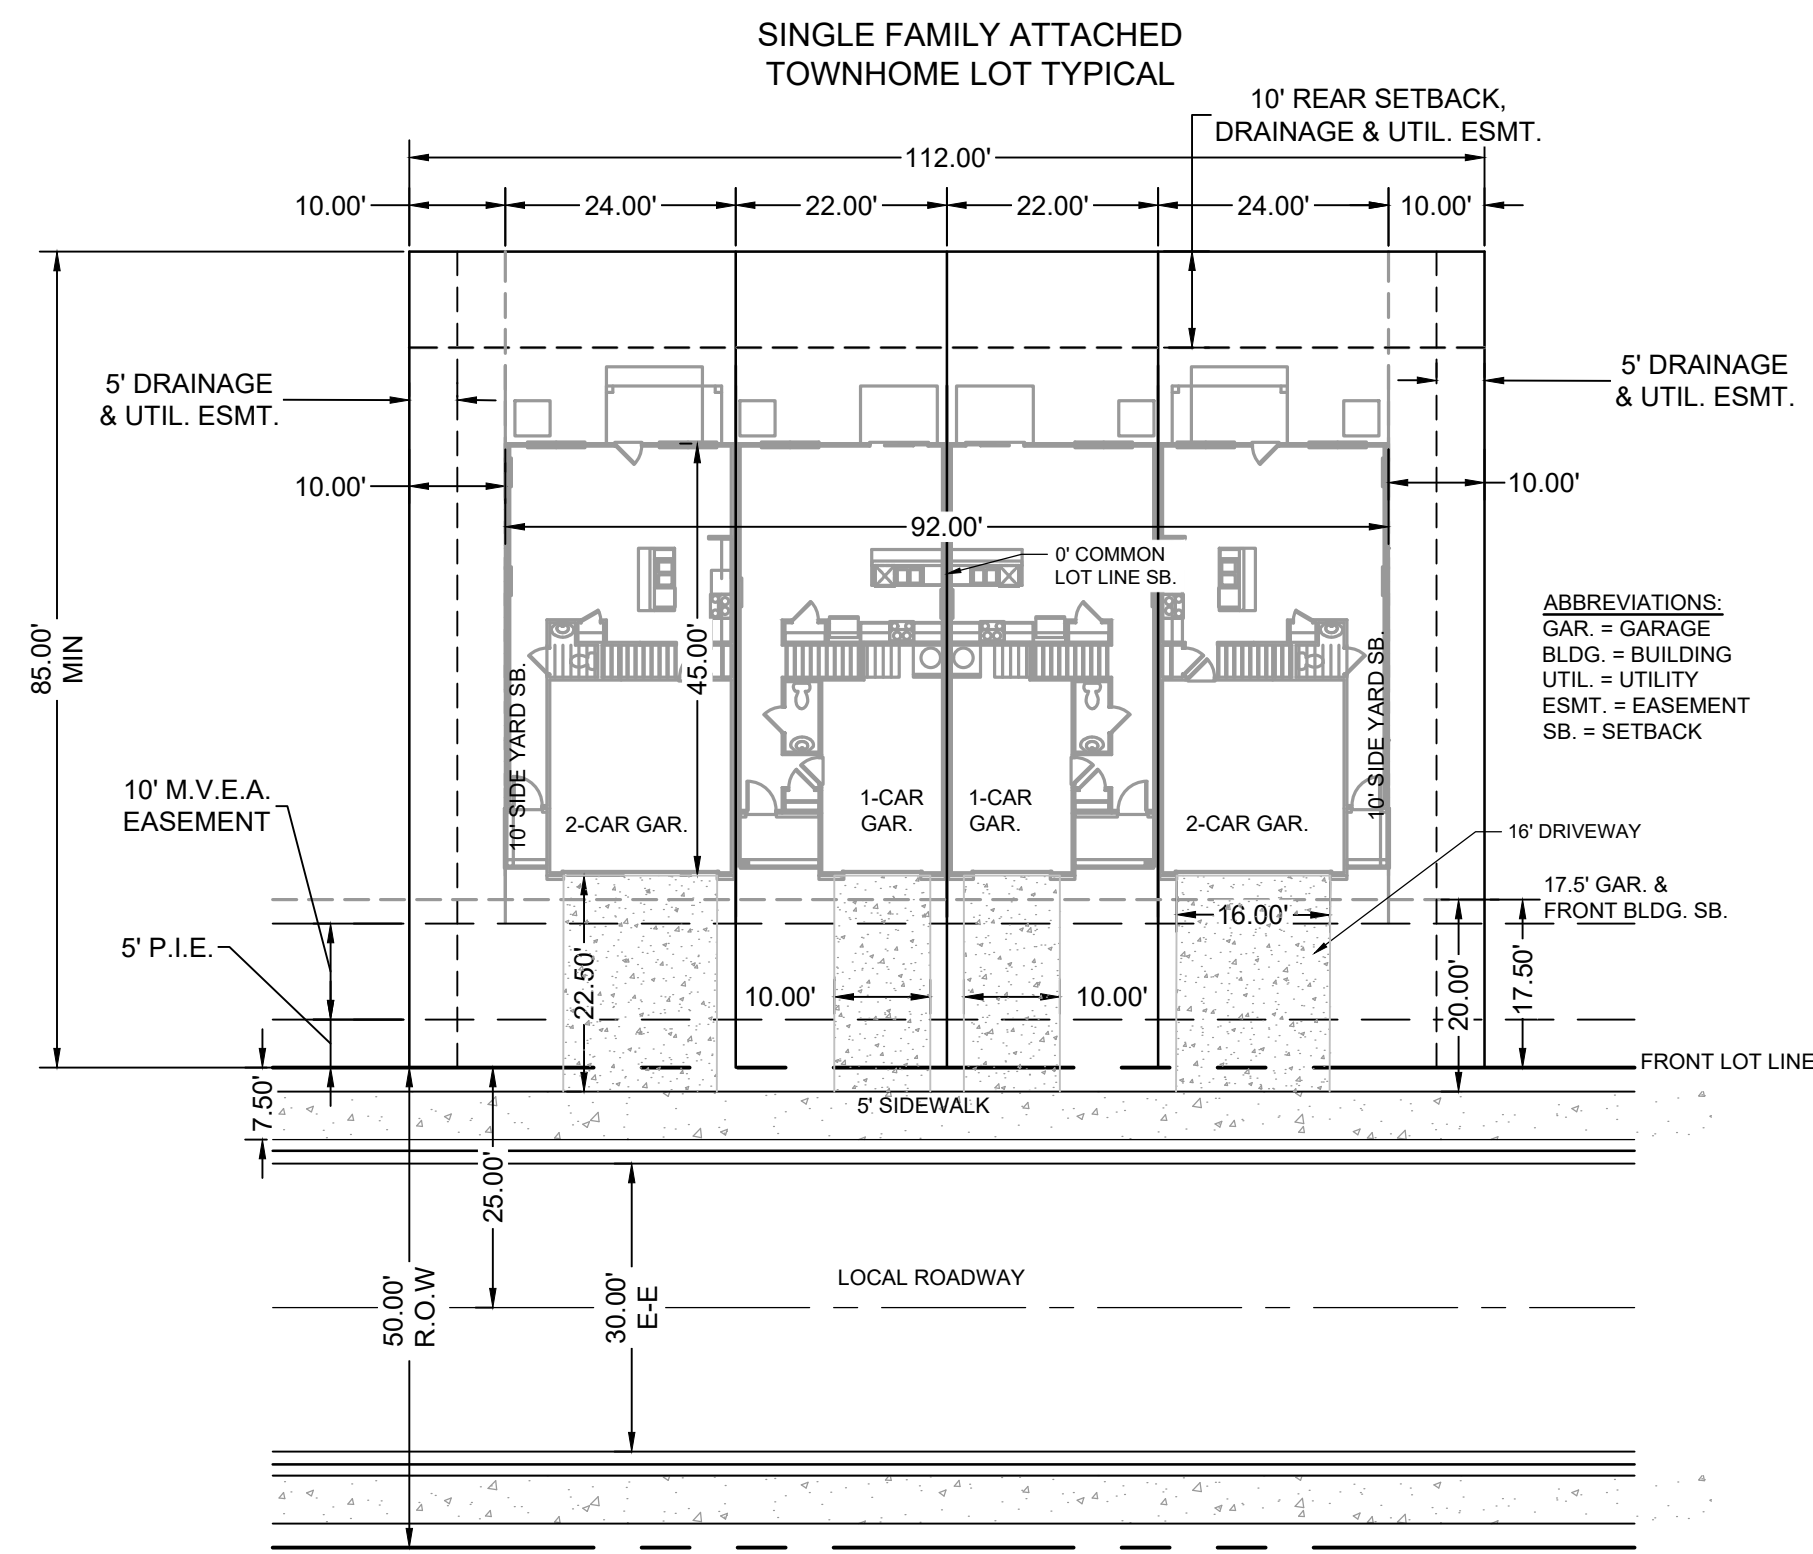 SINGLE FAMILY ATTACHED
TOWNHOME LOT TYPICAL
10' REAR SETBACK,
DRAINAGE & UTIL. ESMT.
112.00'
10.00'
24.00'
22.00'
22.00'
24.00'
10.00'
5' DRAINAGE
& UTIL. ESMT.
5' DRAINAGE
& UTIL. ESMT.
10.00'
10.00'
92.00'
0' COMMON
LOT LINE SB.
85.00'
MIN
45.00'
10' SIDE YARD SB.
10' SIDE YARD SB.
ABBREVIATIONS:
GAR. = GARAGE
BLDG. = BUILDING
UTIL. = UTILITY
ESMT. = EASEMENT
SB. = SETBACK
10' M.V.E.A.
EASEMENT
2-CAR GAR.
1-CAR
GAR.
1-CAR
GAR.
2-CAR GAR.
16' DRIVEWAY
17.5' GAR. &
FRONT BLDG. SB.
16.00'
5' P.I.E.
22.50'
10.00'
10.00'
20.00'
17.50'
FRONT LOT LINE
7.50'
5' SIDEWALK
25.00'
50.00'
R.O.W
30.00'
E-E
LOCAL ROADWAY